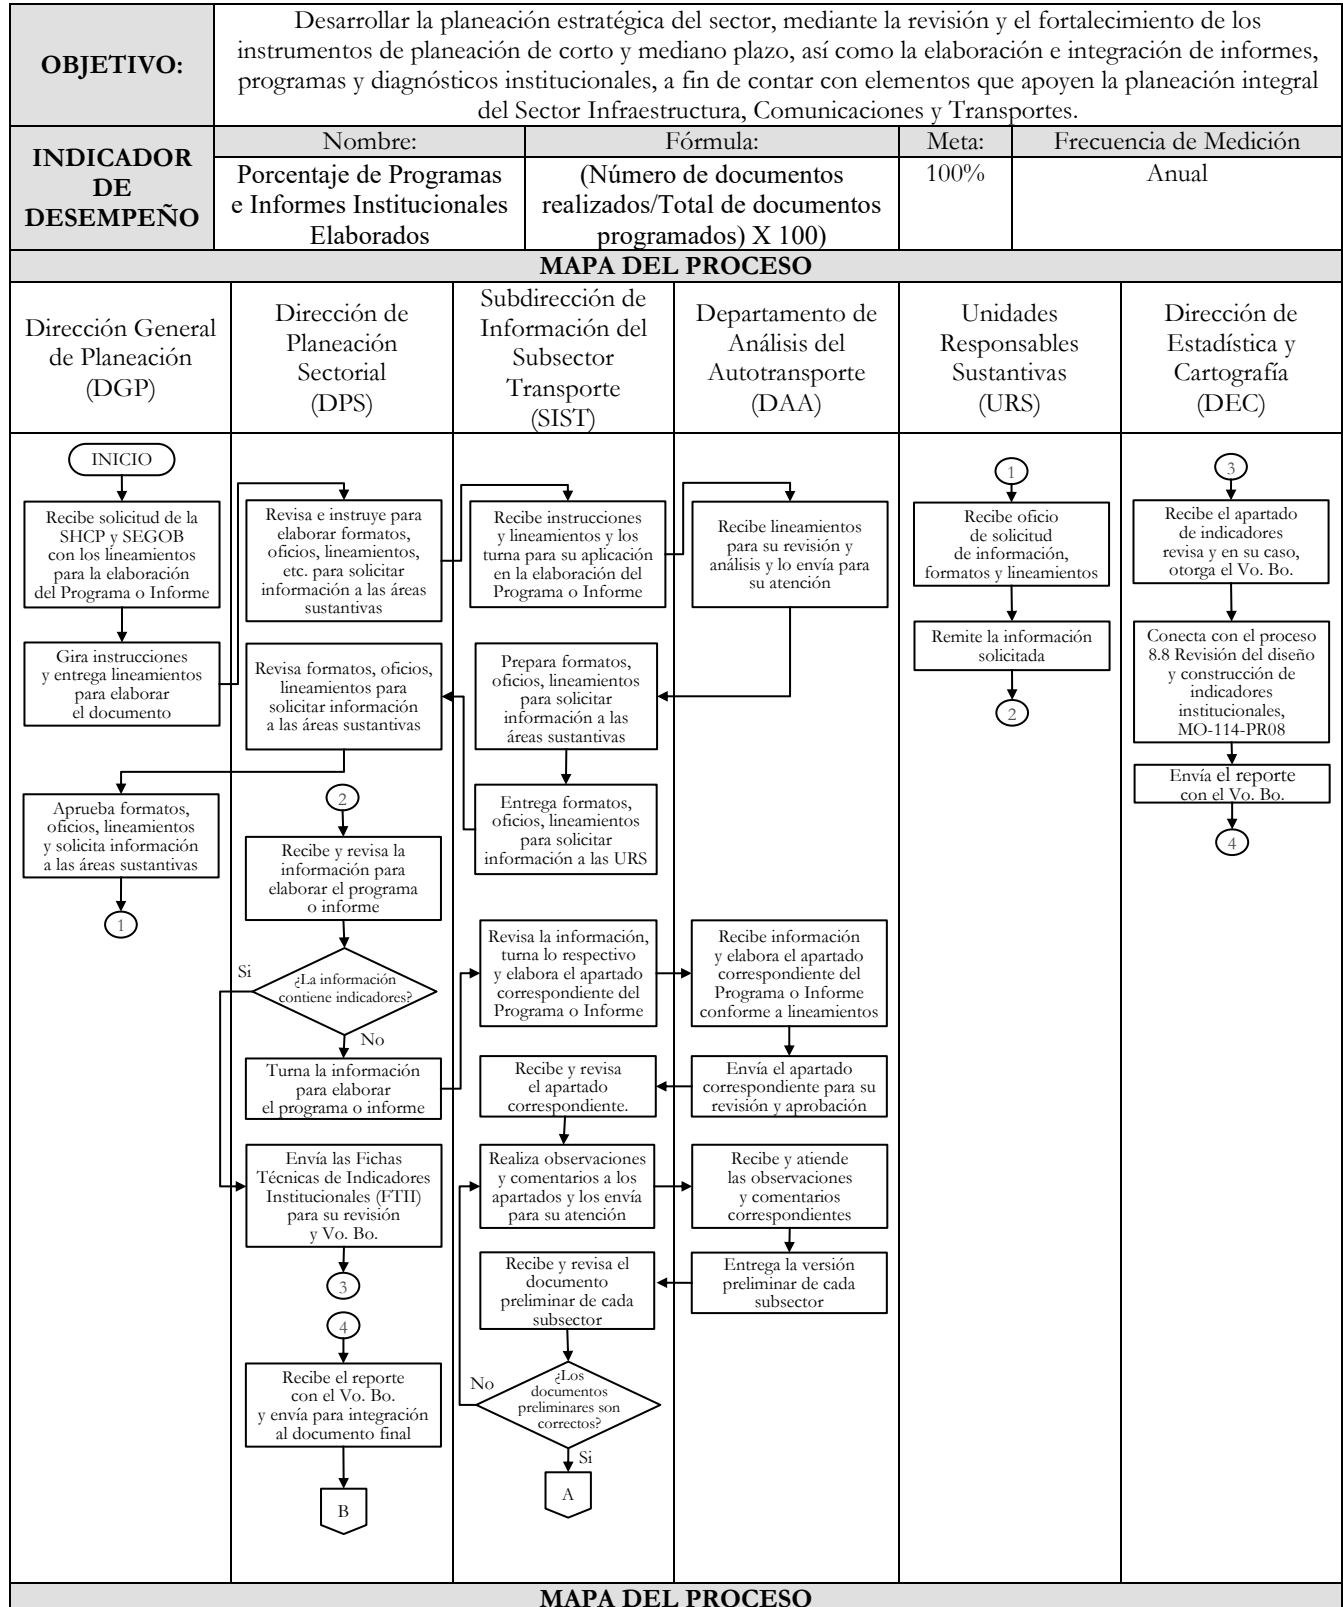 OBJETIVO:
Desarrollar la planeación estratégica del sector, mediante la revisión y el fortalecimiento de los
instrumentos de planeación de corto y mediano plazo, así como la elaboración e integración de informes,
programas y diagnósticos institucionales, a fin de contar con elementos que apoyen la planeación integral
del Sector Infraestructura, Comunicaciones y Transportes.
INDICADOR
DE
DESEMPEÑO
Nombre:
Fórmula:
Meta:
Frecuencia de Medición
Porcentaje de Programas
e Informes Institucionales
Elaborados
(Número de documentos
realizados/Total de documentos
programados) X 100)
100%
Anual
MAPA DEL PROCESO
Dirección General
de Planeación
(DGP)
Dirección de
Planeación
Sectorial
(DPS)
Subdirección de
Información del
Subsector
Transporte
(SIST)
Departamento de
Análisis del
Autotransporte
(DAA)
Unidades
Responsables
Sustantivas
(URS)
Dirección de
Estadística y
Cartografía
(DEC)
INICIO
Recibe solicitud de la
SHCP y SEGOB
con los lineamientos
para la elaboración
del Programa o Informe
Gira instrucciones
y entrega lineamientos
para elaborar
el documento
Aprueba formatos,
oficios, lineamientos
y solicita información
a las áreas sustantivas
1
Revisa e instruye para
elaborar formatos,
oficios, lineamientos,
etc. para solicitar
información a las áreas
sustantivas
Revisa formatos, oficios,
lineamientos para
solicitar información
a las áreas sustantivas
2
Recibe y revisa la
información para
elaborar el programa
o informe
Si
¿La información
contiene indicadores?
No
Turna la información
para elaborar
el programa o informe
Envía las Fichas
Técnicas de Indicadores
Institucionales (FTII)
para su revisión
y Vo. Bo.
3
4
Recibe el reporte
con el Vo. Bo.
y envía para integración
al documento final
B
Recibe instrucciones
y lineamientos y los
turna para su aplicación
en la elaboración del
Programa o Informe
Prepara formatos,
oficios, lineamientos
para solicitar
información a las
áreas sustantivas
Entrega formatos,
oficios, lineamientos
para solicitar
información a las URS
Revisa la información,
turna lo respectivo
y elabora el apartado
correspondiente del
Programa o Informe
Recibe y revisa
el apartado
correspondiente.
Realiza observaciones
y comentarios a los
apartados y los envía
para su atención
Recibe y revisa el
documento
preliminar de cada
subsector
No
¿Los
documentos
preliminares son
correctos?
Si
A
Recibe lineamientos
para su revisión y
análisis y lo envía para
su atención
Recibe información
y elabora el apartado
correspondiente del
Programa o Informe
conforme a lineamientos
Envía el apartado
correspondiente para su
revisión y aprobación
Recibe y atiende
las observaciones
y comentarios
correspondientes
Entrega la versión
preliminar de cada
subsector
1
Recibe oficio
de solicitud
de información,
formatos y lineamientos
Remite la información
solicitada
2
3
Recibe el apartado
de indicadores
revisa y en su caso,
otorga el Vo. Bo.
Conecta con el proceso
8.8 Revisión del diseño
y construcción de
indicadores
institucionales,
MO-114-PR08
Envía el reporte
con el Vo. Bo.
4
MAPA DEL PROCESO